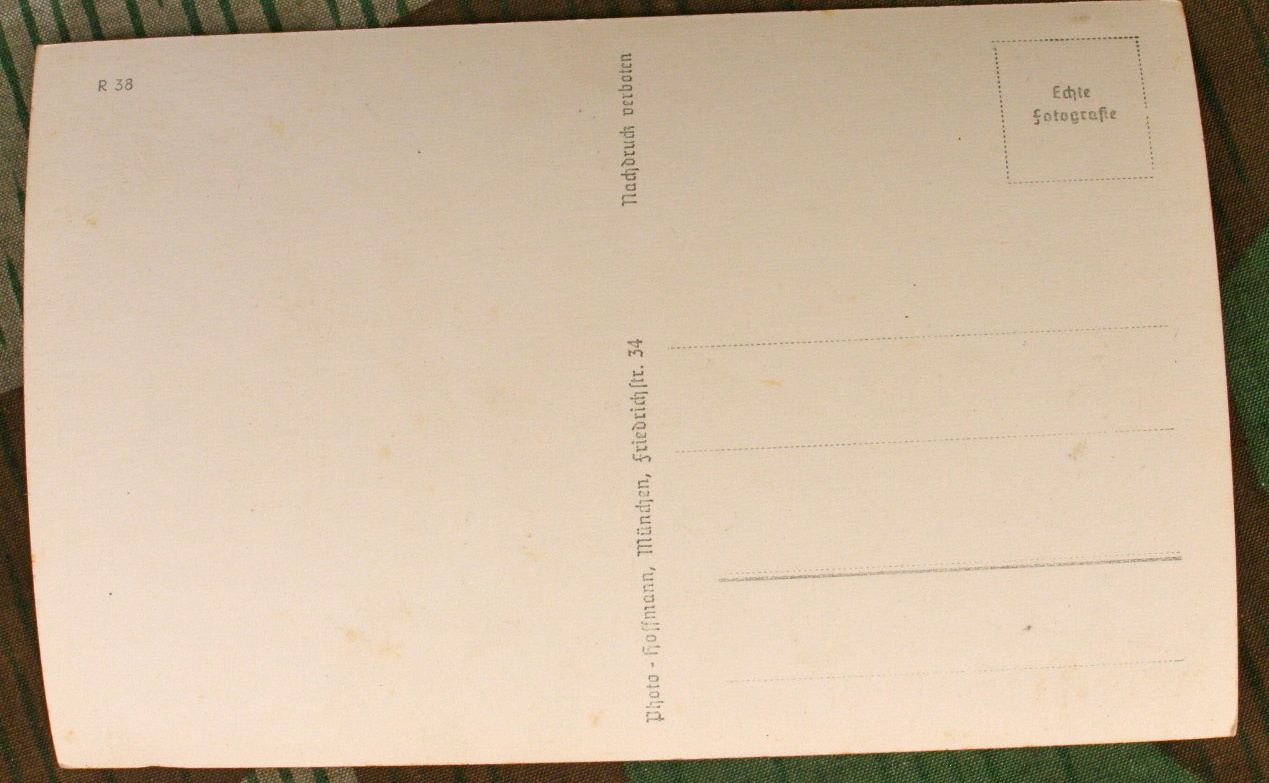 R 38
Nachdruck verboten
Photo-Hoffmann, München, Friedrichstr. 34
Echte
Fotografie